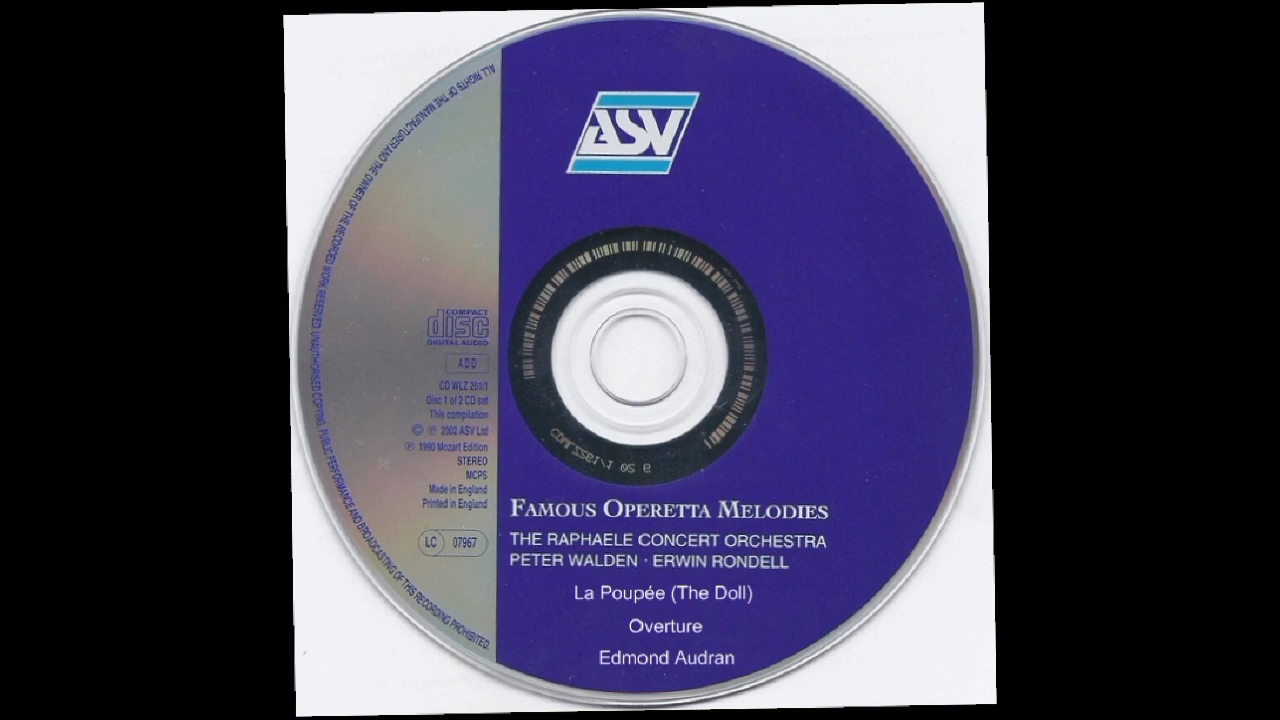 ASV
ALL RIGHTS OF THE MANUFACTURER AND THE OWNER OF THE RECORDED WORK RESERVED. UNAUTHORISED COPYING, PUBLIC PERFORMANCE AND BROADCASTING OF THIS RECORDING PROHIBITED.
COMPACT
disc
DIGITAL AUDIO
ADD
CD WLZ 261/1
Disc 1 of 2 CD set
This compilation
© ℗ 2002 ASV Ltd
℗ 1990 Mozart Edition
STEREO
MCPS
Made in England
Printed in England
LC 07967
FAMOUS OPERETTA MELODIES
THE RAPHAELE CONCERT ORCHESTRA
PETER WALDEN · ERWIN RONDELL
La Poupée (The Doll)
Overture
Edmond Audran